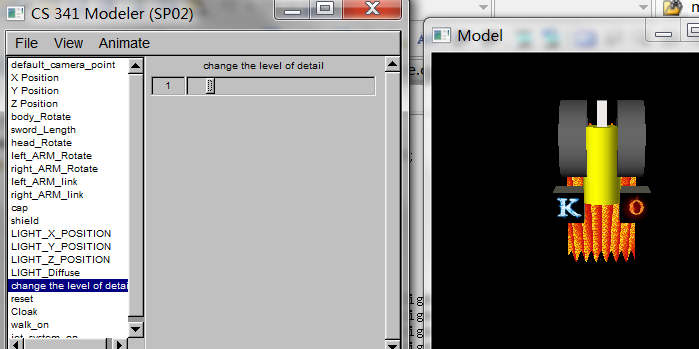 CS 341 Modeler (SP02)
File View Animate
default_camera_point
X Position
Y Position
Z Position
body_Rotate
sword_Length
head_Rotate
left_ARM_Rotate
right_ARM_Rotate
left_ARM_link
right_ARM_link
cap
shield
LIGHT_X_POSITION
LIGHT_Y_POSITION
LIGHT_Z_POSITION
LIGHT_Diffuse
change the level of detai
reset
Cloak
walk_on
change the level of detail
1
Model
K O